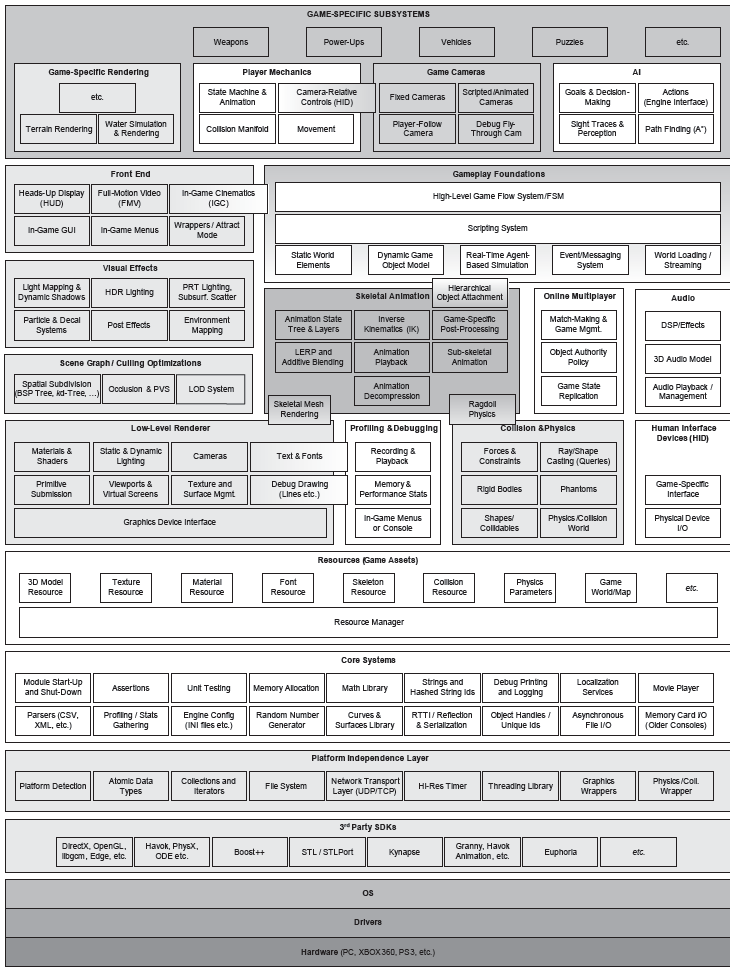 GAME-SPECIFIC SUBSYSTEMS
Weapons
Power-Ups
Vehicles
Puzzles
etc.
Game-Specific Rendering
etc.
Terrain Rendering
Water Simulation
& Rendering
Player Mechanics
State Machine &
Animation
Camera-Relative
Controls (HID)
Collision Manifold
Movement
Game Cameras
Fixed Cameras
Scripted/Animated
Cameras
Player-Follow
Camera
Debug Fly-
Through Cam
AI
Goals & Decision-
Making
Actions
(Engine Interface)
Sight Traces &
Perception
Path Finding (A*)
Front End
Heads-Up Display
(HUD)
Full-Motion Video
(FMV)
In-Game Cinematics
(IGC)
In-Game GUI
In-Game Menus
Wrappers / Attract
Mode
Gameplay Foundations
High-Level Game Flow System/FSM
Scripting System
Static World
Elements
Dynamic Game
Object Model
Real-Time Agent-
Based Simulation
Event/Messaging
System
World Loading /
Streaming
Visual Effects
Light Mapping &
Dynamic Shadows
HDR Lighting
PRT Lighting,
Subsurf. Scatter
Particle & Decal
Systems
Post Effects
Environment
Mapping
Skeletal Animation
Hierarchical
Object Attachment
Animation State
Tree & Layers
Inverse
Kinematics (IK)
Game-Specific
Post-Processing
LERP and
Additive Blending
Animation
Playback
Sub-skeletal
Animation
Animation
Decompression
Skeletal Mesh
Rendering
Ragdoll
Physics
Online Multiplayer
Match-Making &
Game Mgmt.
Object Authority
Policy
Game State
Replication
Audio
DSP/Effects
3D Audio Model
Audio Playback /
Management
Scene Graph / Culling Optimizations
Spatial Subdivision
(BSP Tree, kd-Tree, ...)
Occlusion & PVS
LOD System
Low-Level Renderer
Materials &
Shaders
Static & Dynamic
Lighting
Cameras
Text & Fonts
Primitive
Submission
Viewports &
Virtual Screens
Texture and
Surface Mgmt.
Debug Drawing
(Lines etc.)
Graphics Device Interface
Profiling & Debugging
Recording &
Playback
Memory &
Performance Stats
In-Game Menus
or Console
Collision & Physics
Forces &
Constraints
Ray/Shape
Casting (Queries)
Rigid Bodies
Phantoms
Shapes/
Collidables
Physics/Collision
World
Human Interface
Devices (HID)
Game-Specific
Interface
Physical Device
I/O
Resources (Game Assets)
3D Model
Resource
Texture
Resource
Material
Resource
Font
Resource
Skeleton
Resource
Collision
Resource
Physics
Parameters
Game
World/Map
etc.
Resource Manager
Core Systems
Module Start-Up
and Shut-Down
Assertions
Unit Testing
Memory Allocation
Math Library
Strings and
Hashed String Ids
Debug Printing
and Logging
Localization
Services
Movie Player
Parsers (CSV,
XML, etc.)
Profiling / Stats
Gathering
Engine Config
(INI files etc.)
Random Number
Generator
Curves &
Surfaces Library
RTTI / Reflection
& Serialization
Object Handles /
Unique Ids
Asynchronous
File I/O
Memory Card I/O
(Older Consoles)
Platform Independence Layer
Platform Detection
Atomic Data
Types
Collections and
Iterators
File System
Network Transport
Layer (UDP/TCP)
Hi-Res Timer
Threading Library
Graphics
Wrappers
Physics/Coll.
Wrapper
3rd Party SDKs
DirectX, OpenGL,
libgcm, Edge, etc.
Havok, PhysX,
ODE etc.
Boost++
STL / STLPort
Kynapse
Granny, Havok
Animation, etc.
Euphoria
etc.
OS
Drivers
Hardware (PC, XBOX360, PS3, etc.)